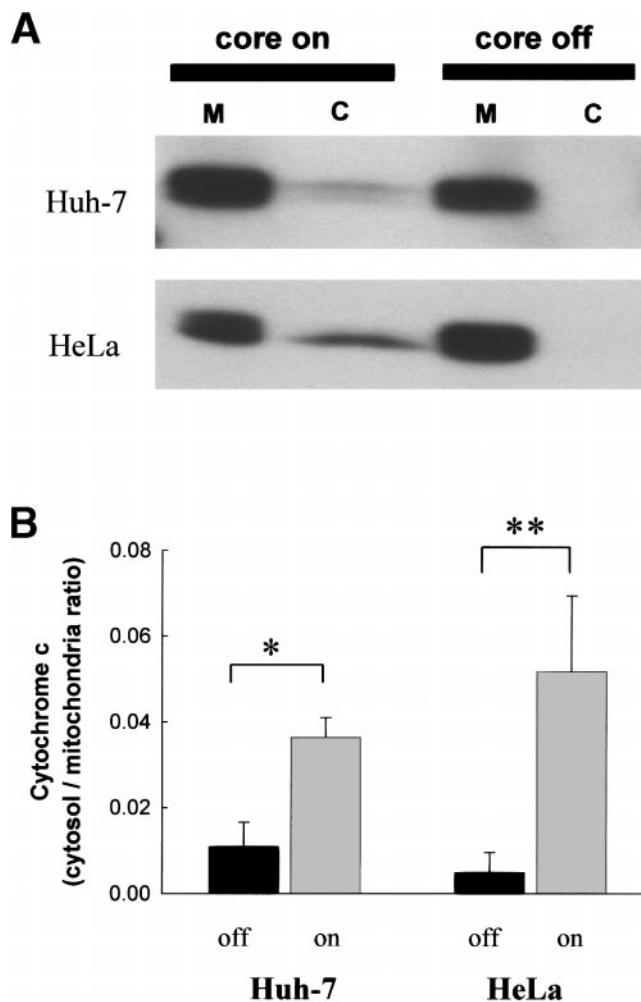 A
core on core off
M C M C
Huh-7
HeLa
B
Cytochrome c
(cytosol / mitochondria ratio)
0.08
0.06
0.04
0.02
0.00
*
**
off on off on
Huh-7 HeLa